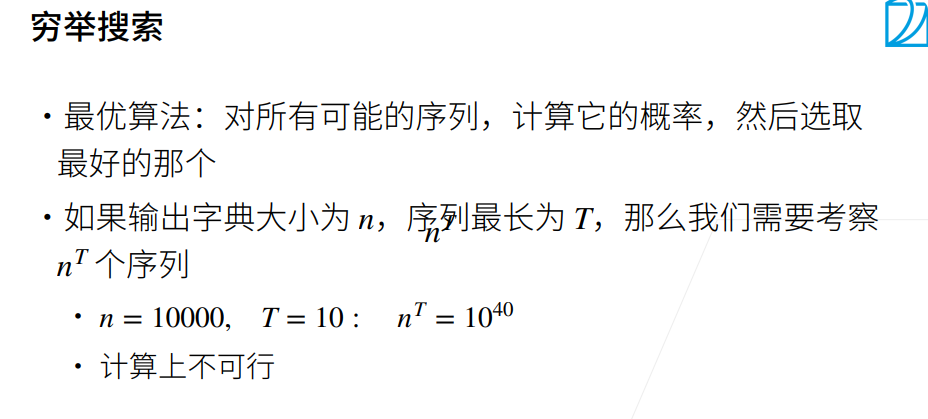 穷举搜索
• 最优算法：对所有可能的序列，计算它的概率，然后选取
最好的那个
• 如果输出字典大小为 n，序列最长为 T，那么我们需要考察
n^T
n^T 个序列
• n = 10000, T = 10 : n^T = 10^40
• 计算上不可行